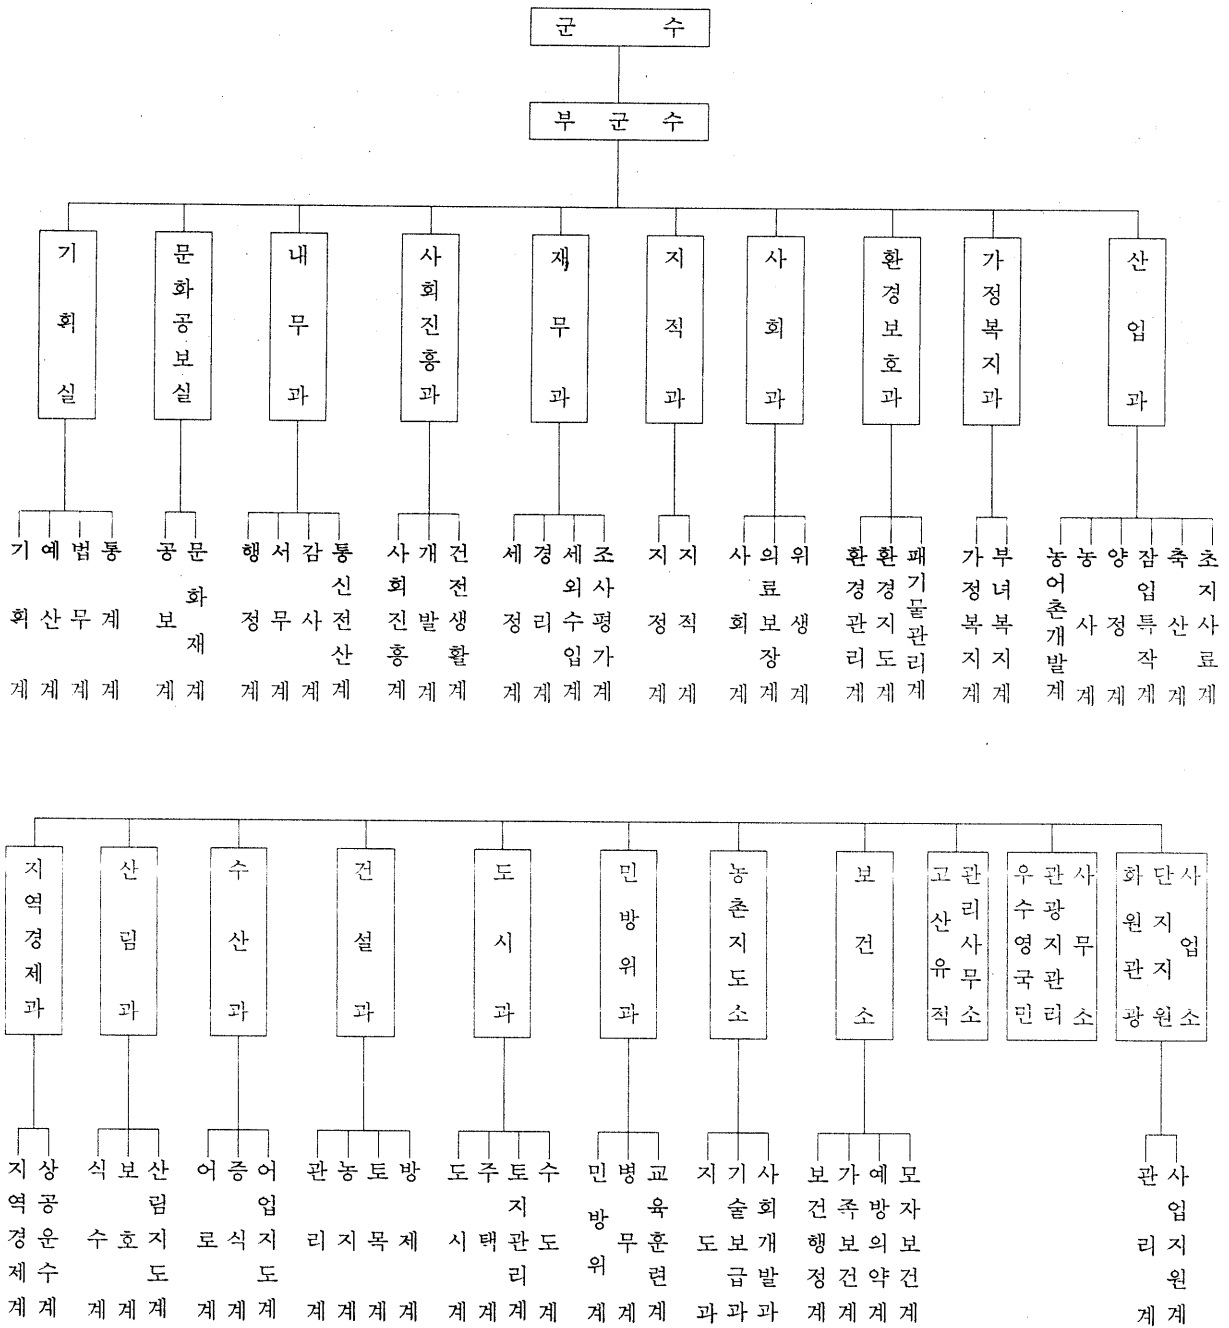 군 수
부 군 수
기획실
문화공보실
내무과
사회진흥과
재무과
지적과
사회과
환경보호과
가정복지과
산업과
기획계
예산계
법무계
통계계
공보계
문화재계
행정계
서무계
감사계
통신전산계
사회진흥계
개발계
건전생활계
세정계
경리계
세외수입계
조사평가계
지정계
지적계
사회계
의료보장계
위생계
환경관리계
환경지도계
폐기물관리계
가정복지계
부녀복지계
농어촌개발계
농사계
양정계
잠업특작계
축산계
초지사료계
지역경제과
산림과
수산과
건설과
도시과
민방위과
농촌지도소
보건소
고산유적관리사무소
우수영국민관광지관리사무소
화원관광단지지원사업소
지역경제계
상공운수계
식수계
보호계
산림지도계
어로계
증식계
어업지도계
관리계
농지계
토목계
방제계
도시계
주택계
토지관리계
수도계
민방위계
병무계
교육훈련계
지도과
기술보급과
사회개발과
보건행정계
가족보건계
예방의약계
모자보건계
관리계
사업지원계